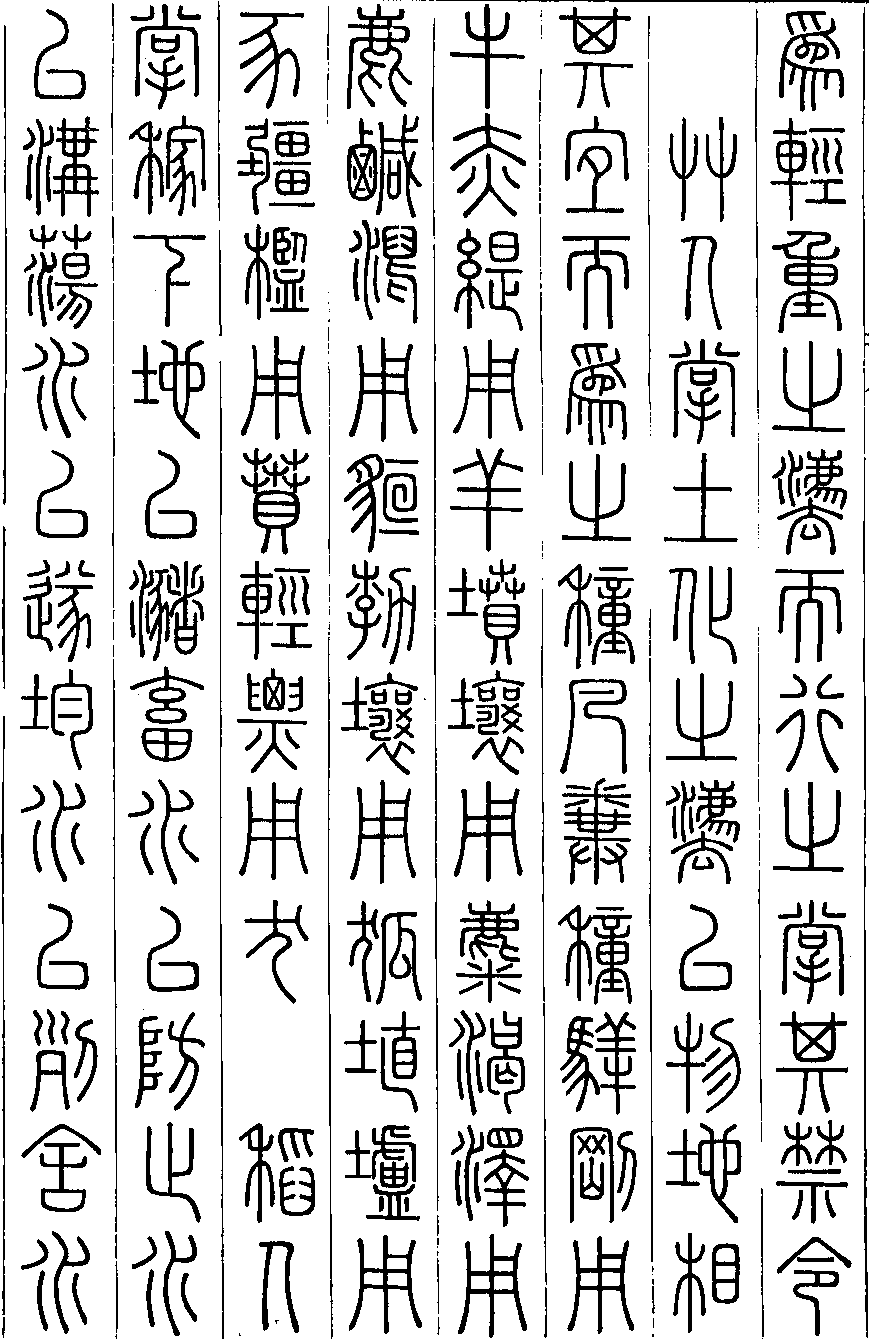 爲輕重之灋而行之掌其禁令
艸人掌土化之灋以物地相
其宜而爲之種凡糞種騂剛用
牛赤緹用羊墳壤用麋渴澤用
鹿鹹潟用貆勃壤用狐埴壚用
豕疆檻用蕡輕爂用犬　稻人
掌稼下地以瀦畜水以防止水
以溝蕩水以遂均水以列舍水